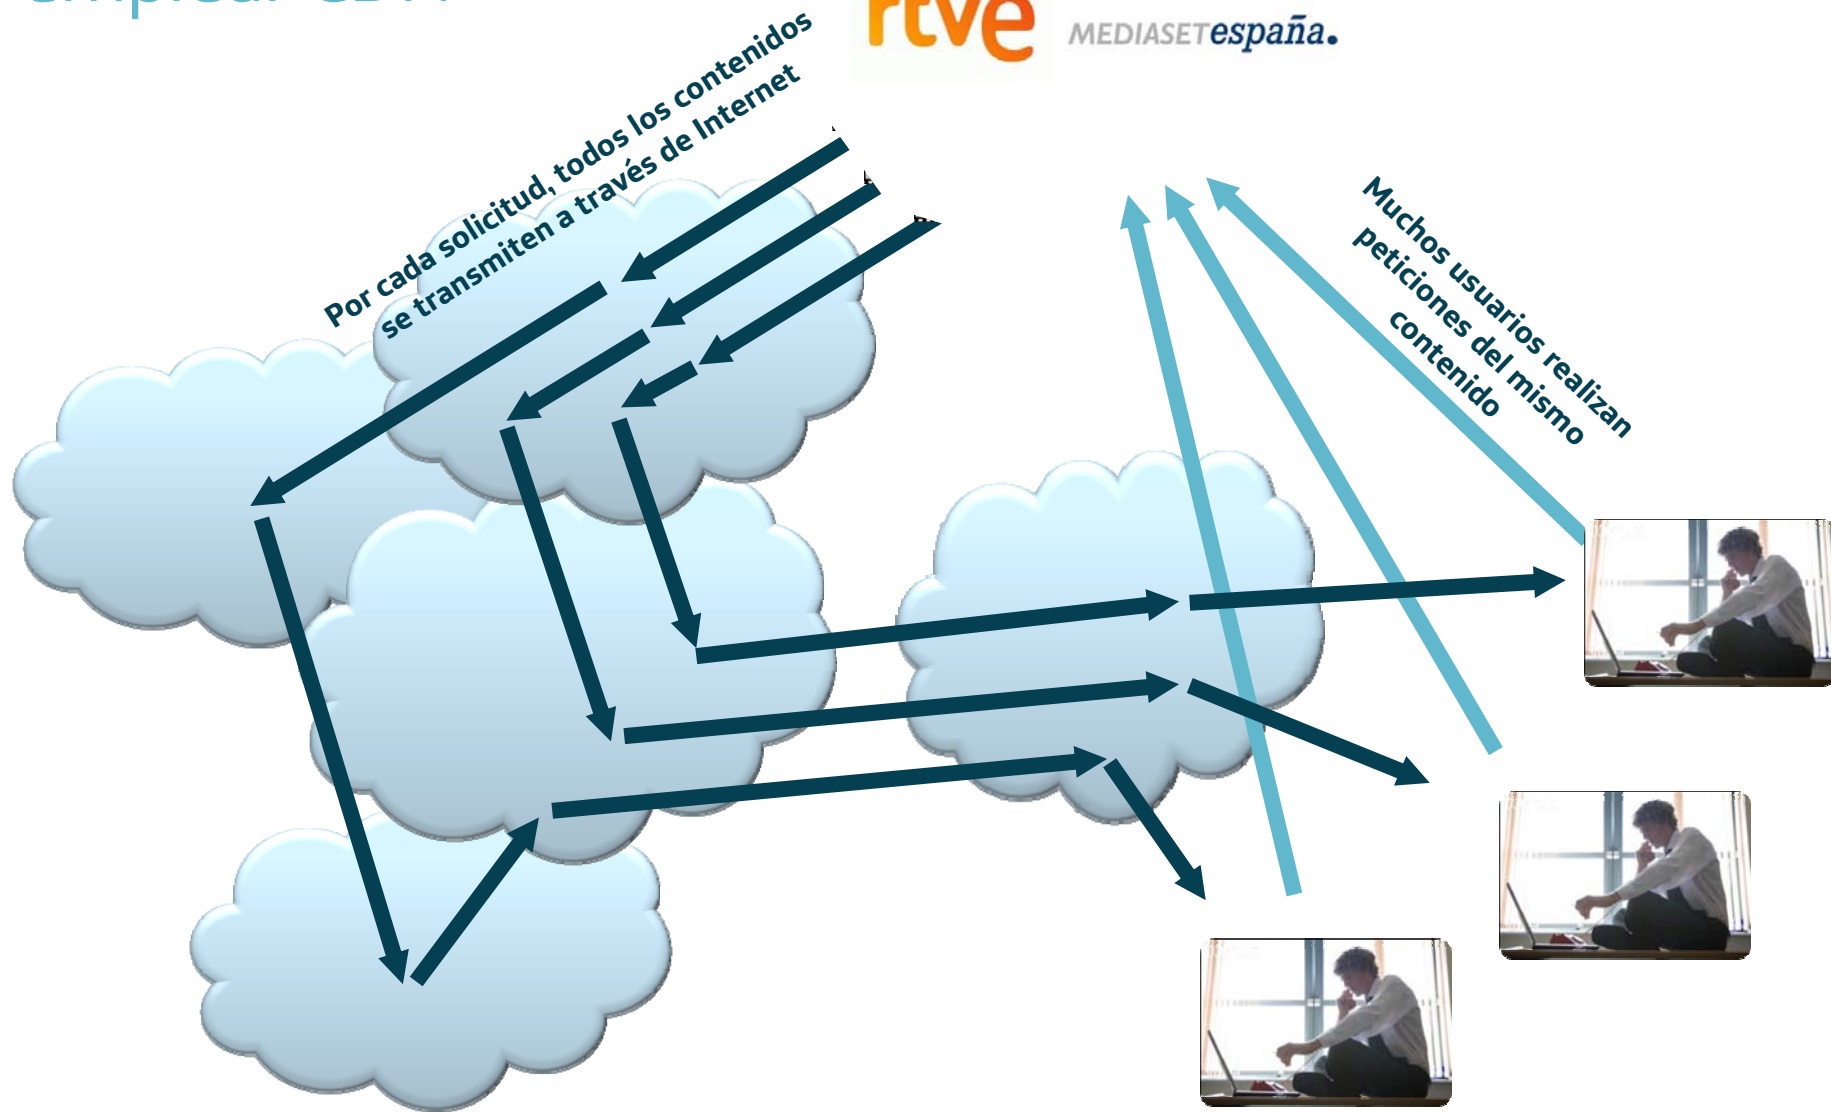 rtve
MEDIASETespaña.
Por cada solicitud, todos los contenidos
se transmiten a través de Internet
Muchos usuarios realizan
peticiones del mismo
contenido